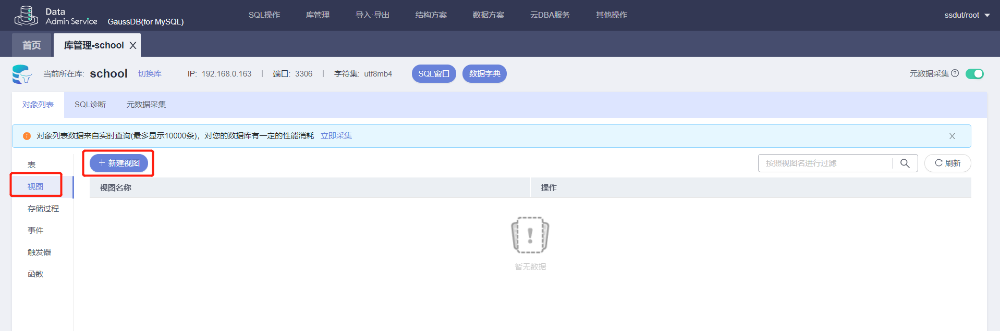 Data
Admin Service
GaussDB(for MySQL)
SQL操作
库管理
导入·导出
结构方案
数据方案
云DBA服务
其他操作
ssdut/root
首页
库管理-school X
当前所在库: school 切换库
IP: 192.168.0.163 | 端口: 3306 | 字符集: utf8mb4
SQL窗口
数据字典
元数据采集
对象列表
SQL诊断
元数据采集
对象列表数据来自实时查询(最多显示10000条)，对您的数据库有一定的性能消耗 立即采集
表
视图
存储过程
事件
触发器
函数
+ 新建视图
按照视图名进行过滤
刷新
视图名称
操作
暂无数据